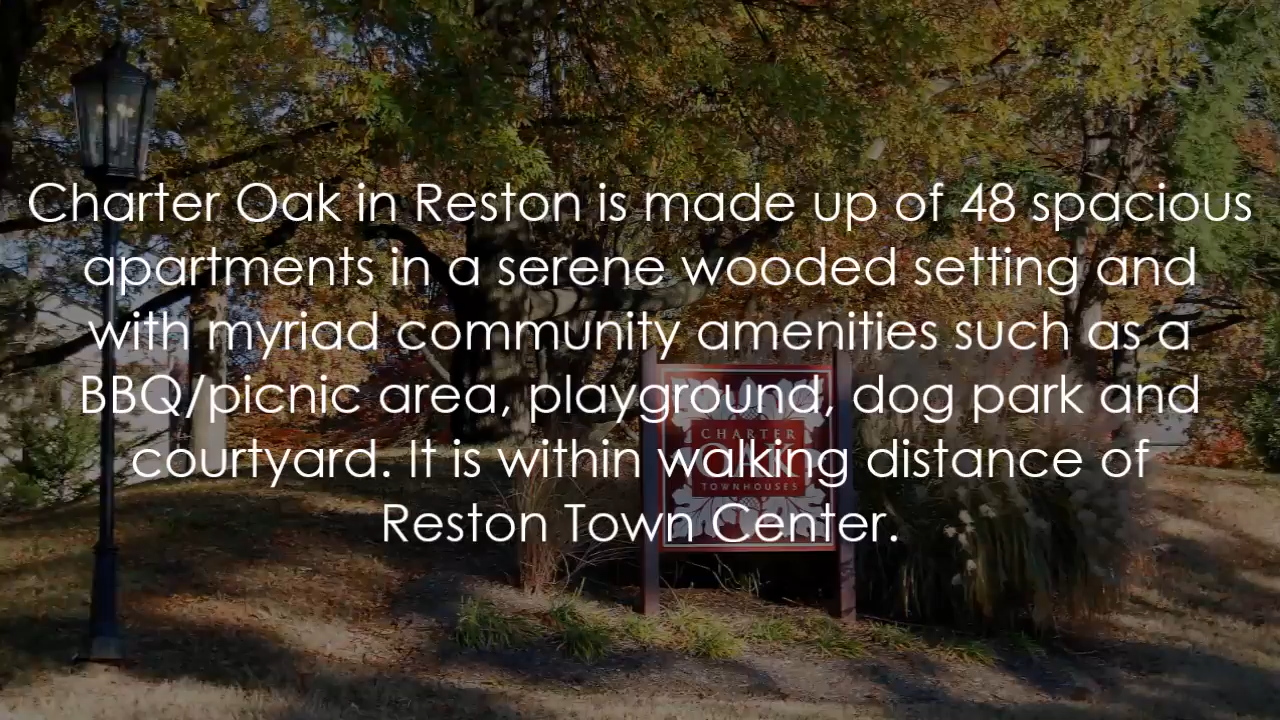 Charter Oak in Reston is made up of 48 spacious
apartments in a serene wooded setting and
with myriad community amenities such as a
BBQ/picnic area, playground, dog park and
courtyard. It is within walking distance of
Reston Town Center.
CHARTER
OAK
TOWNHOUSES